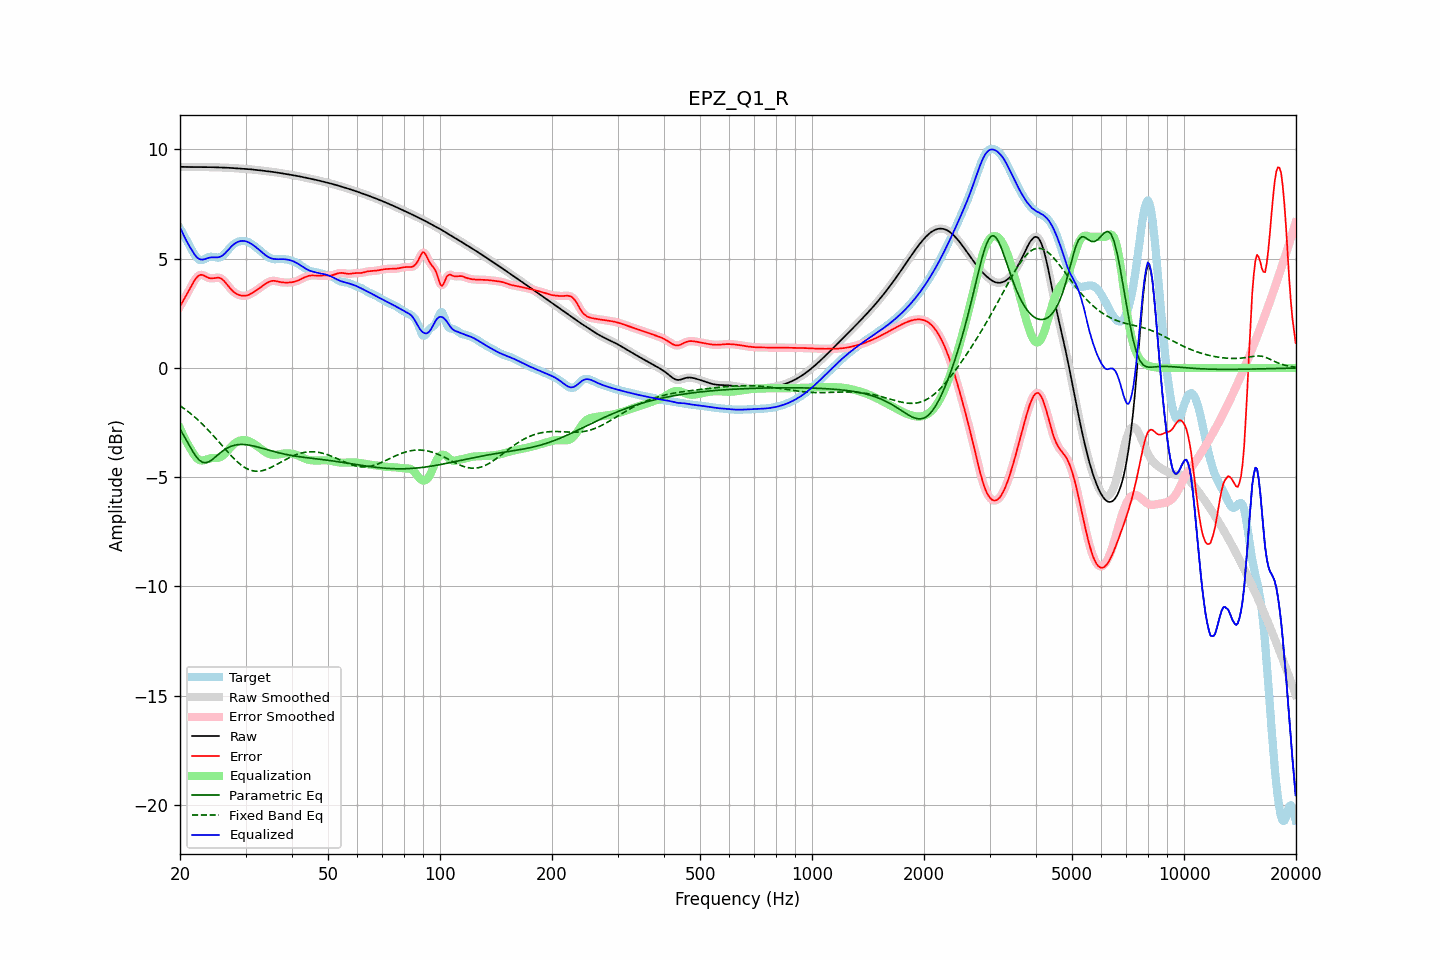 EPZ_Q1_R
10
5
0
−5
−10
−15
−20
Amplitude (dBr)
Target
Raw Smoothed
Error Smoothed
Raw
Error
Equalization
Parametric Eq
Fixed Band Eq
Equalized
20 50 100 200 500 1000 2000 5000 10000 20000
Frequency (Hz)